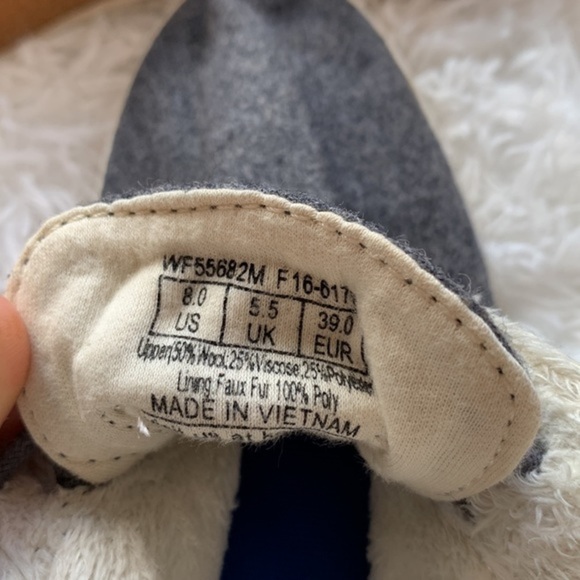 WF55682M F16-617
8.0 5.5 39.0
US UK EUR
Upper:50% Wool,25%Viscose,25%Polyester
Lining:Faux Fur 100% Poly
MADE IN VIETNAM